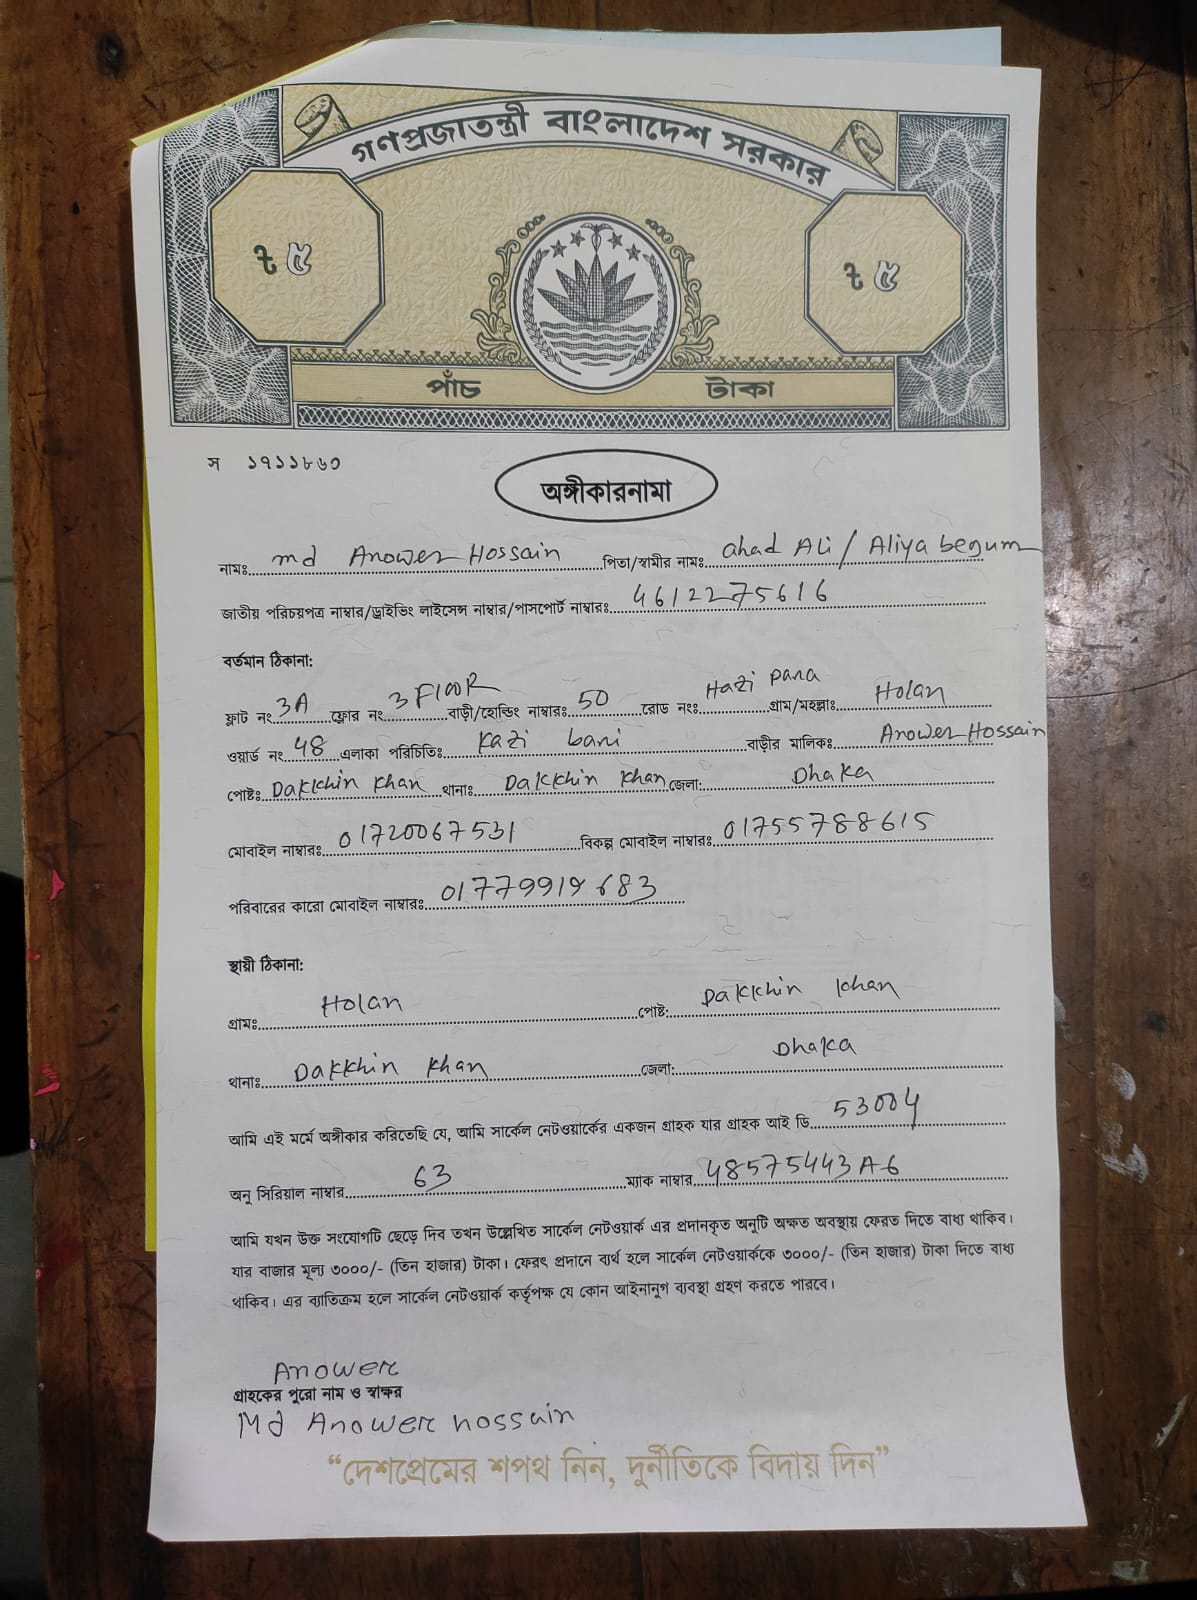 গণপ্রজাতন্ত্রী বাংলাদেশ সরকার
৳ ৫ ৳ ৫
পাঁচ টাকা
স ১৭১১৮৬৩
অঙ্গীকারনামা
নামঃ md Anower Hossain পিতা/স্বামীর নামঃ ahad Ali / Aliya begum
জাতীয় পরিচয়পত্র নাম্বার/ড্রাইভিং লাইসেন্স নাম্বার/পাসপোর্ট নাম্বারঃ 4612275616
বর্তমান ঠিকানা:
ফ্লাট নং 3A ফ্লোর নং 3 Floor বাড়ী/হোল্ডিং নাম্বারঃ 50 রোড নংঃ Hazi para গ্রাম/মহল্লাঃ Holan
ওয়ার্ড নং 48 এলাকা পরিচিতিঃ Kazi bari বাড়ীর মালিকঃ Anower Hossain
পোষ্টঃ Dakkhin Khan থানাঃ Dakkhin Khan জেলা: Dhaka
মোবাইল নাম্বারঃ 01720067531 বিকল্প মোবাইল নাম্বারঃ 01755788615
পরিবারের কারো মোবাইল নাম্বারঃ 01779919683
স্থায়ী ঠিকানা:
গ্রামঃ Holan পোষ্ট: Dakkhin Khan
থানাঃ Dakkhin Khan জেলা: Dhaka
আমি এই মর্মে অঙ্গীকার করিতেছি যে, আমি সার্কেল নেটওয়ার্কের একজন গ্রাহক যার গ্রাহক আই ডি 53004
অনু সিরিয়াল নাম্বার 63 ম্যাক নাম্বার 48575443A6
আমি যখন উক্ত সংযোগটি ছেড়ে দিব তখন উল্লেখিত সার্কেল নেটওয়ার্ক এর প্রদানকৃত অনুটি অক্ষত অবস্থায় ফেরত দিতে বাধ্য থাকিব।
যার বাজার মূল্য ৩০০০/- (তিন হাজার) টাকা। ফেরৎ প্রদানে ব্যর্থ হলে সার্কেল নেটওয়ার্ককে ৩০০০/- (তিন হাজার) টাকা দিতে বাধ্য
থাকিব। এর ব্যাতিক্রম হলে সার্কেল নেটওয়ার্ক কর্তৃপক্ষ যে কোন আইনানুগ ব্যবস্থা গ্রহণ করতে পারবে।
Anower
গ্রাহকের পুরো নাম ও স্বাক্ষর
Md Anower hossain
“দেশপ্রেমের শপথ নিন, দুর্নীতিকে বিদায় দিন”